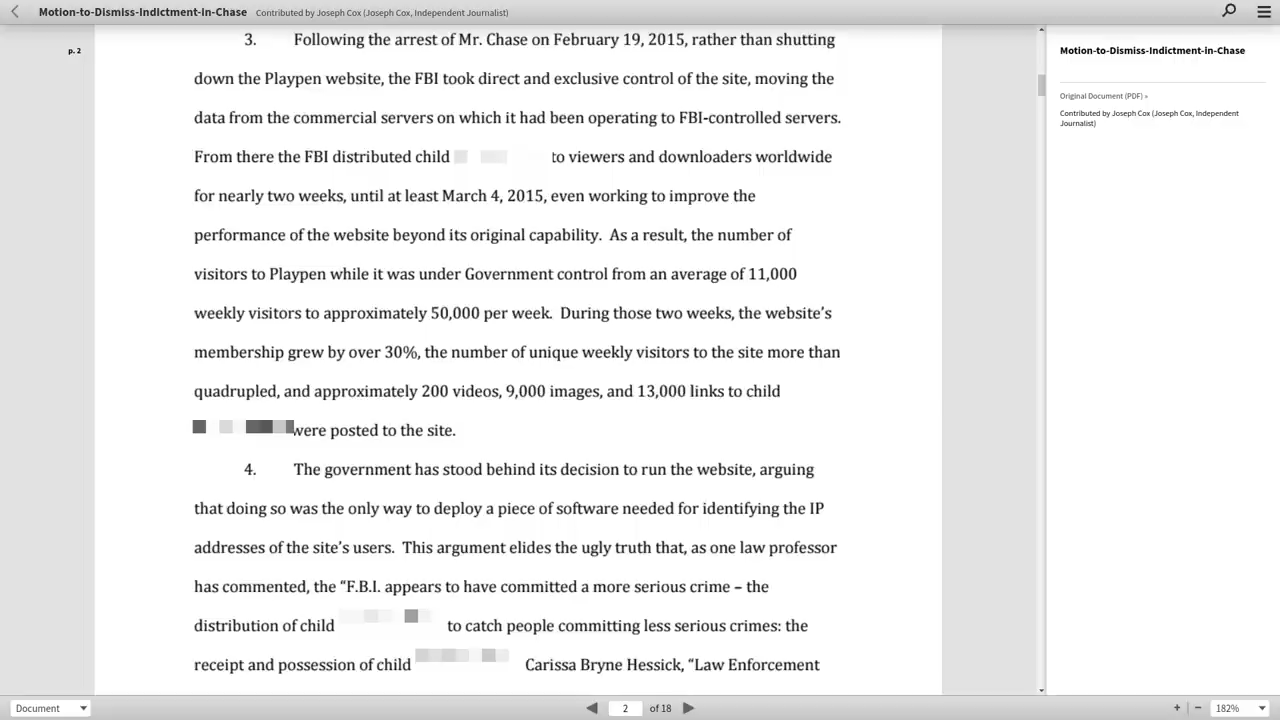 Motion-to-Dismiss-Indictment-in-Chase Contributed by Joseph Cox (Joseph Cox, Independent Journalist)
p. 2
3. Following the arrest of Mr. Chase on February 19, 2015, rather than shutting
down the Playpen website, the FBI took direct and exclusive control of the site, moving the
data from the commercial servers on which it had been operating to FBI-controlled servers.
From there the FBI distributed child to viewers and downloaders worldwide
for nearly two weeks, until at least March 4, 2015, even working to improve the
performance of the website beyond its original capability. As a result, the number of
visitors to Playpen while it was under Government control from an average of 11,000
weekly visitors to approximately 50,000 per week. During those two weeks, the website's
membership grew by over 30%, the number of unique weekly visitors to the site more than
quadrupled, and approximately 200 videos, 9,000 images, and 13,000 links to child
were posted to the site.
4. The government has stood behind its decision to run the website, arguing
that doing so was the only way to deploy a piece of software needed for identifying the IP
addresses of the site's users. This argument elides the ugly truth that, as one law professor
has commented, the “F.B.I. appears to have committed a more serious crime – the
distribution of child to catch people committing less serious crimes: the
receipt and possession of child Carissa Bryne Hessick, “Law Enforcement
Motion-to-Dismiss-Indictment-in-Chase
Original Document (PDF) »
Contributed by Joseph Cox (Joseph Cox, Independent
Journalist)
Document
2 of 18
+ − 182%